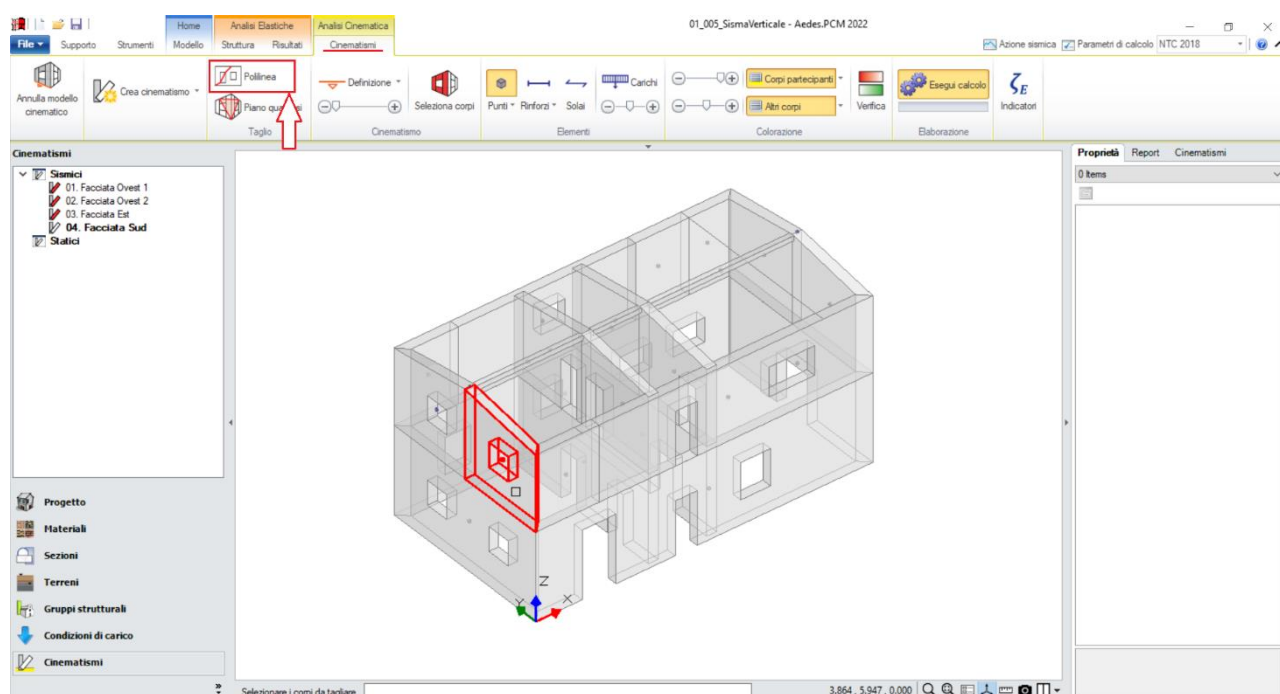 01_005_SismaVerticale - Aedes.PCM 2022
Home Analisi Elastiche Analisi Cinematica
File Supporto Strumenti Modello Struttura Risultati Cinematismi
Azione sismica Parametri di calcolo NTC 2018
Annulla modello cinematico
Crea cinematismo
Polilinea
Piano qua
Taglio
Definizione
Seleziona corpi
Cinematismo
Punti Rinforzi Solai
Carichi
Elementi
Corpi partecipanti
Altri corpi
Colorazione
Verifica
Esegui calcolo
Elaborazione
ζE
Indicatori
Cinematismi
Sismici
01. Facciata Ovest 1
02. Facciata Ovest 2
03. Facciata Est
04. Facciata Sud
Statici
Progetto
Materiali
Sezioni
Terreni
Gruppi strutturali
Condizioni di carico
Cinematismi
Z
Y X
Proprietà Report Cinematismi
0 Items
Selezionare i corpi da tagliare
3.864 , 5.947 , 0.000